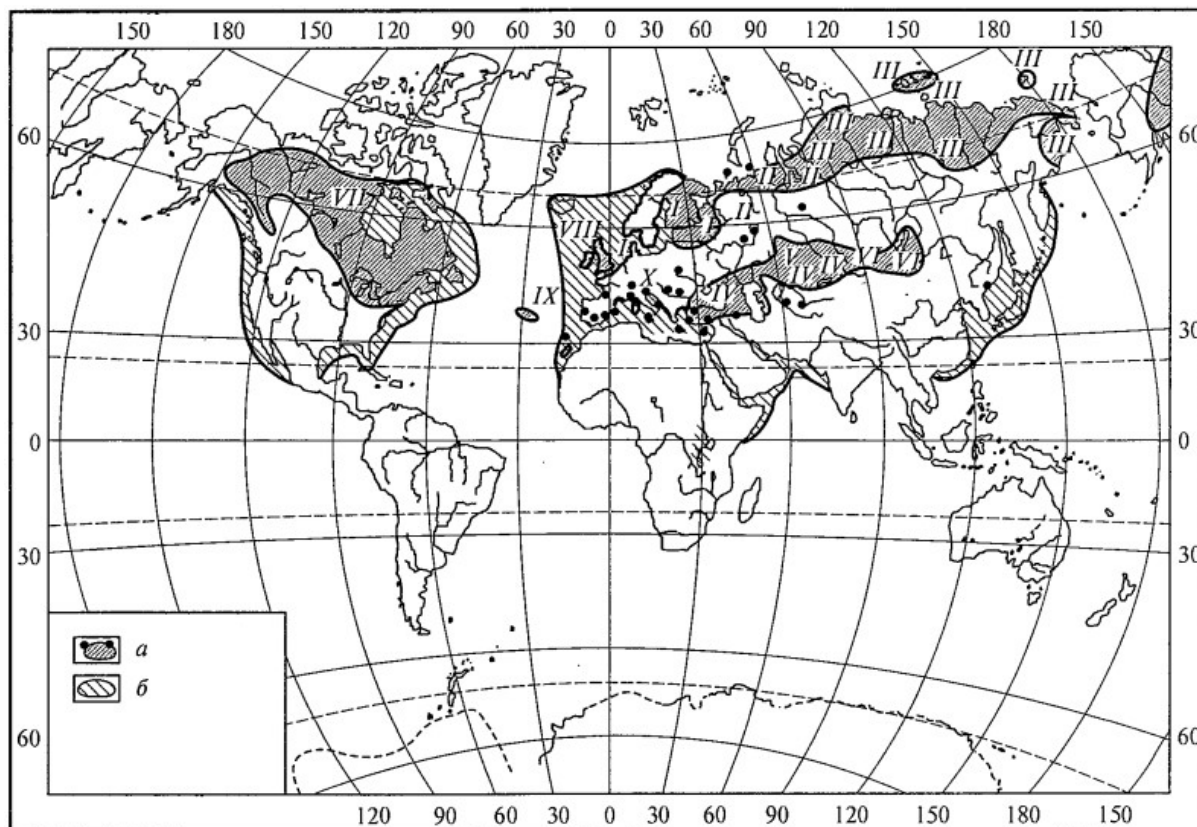 150 180 150 120 90 60 30 0 30 60 90 120 150 180 150
III III III III
60 III III 60
III III III III
VII II II
VIII I II
V VI VI
IX X IV IV
IV
30 30
0 0
30 30
а
б
60 60
120 90 60 30 0 30 60 90 120 150 180 150